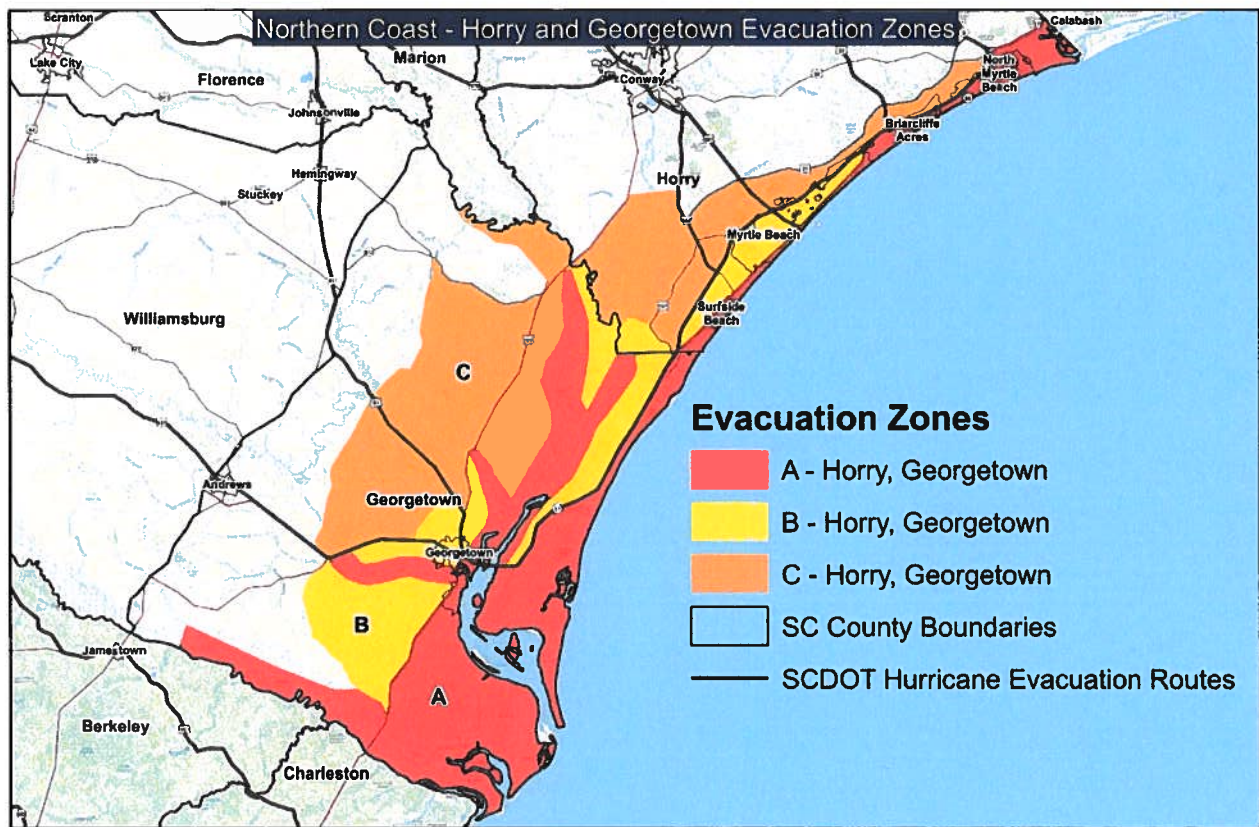 Northern Coast - Horry and Georgetown Evacuation Zones
Scranton
Calabash
Lake City
Marion
North
Myrtle
Beach
Florence
Conway
Johnsonville
Briarcliffe
Acres
Hemingway
Horry
Stuckey
Myrtle Beach
Surfside
Beach
Williamsburg
C
Evacuation Zones
A - Horry, Georgetown
Andrews
Georgetown
B - Horry, Georgetown
Georgetown
C - Horry, Georgetown
B
SC County Boundaries
Jamestown
SCDOT Hurricane Evacuation Routes
A
Berkeley
Charleston